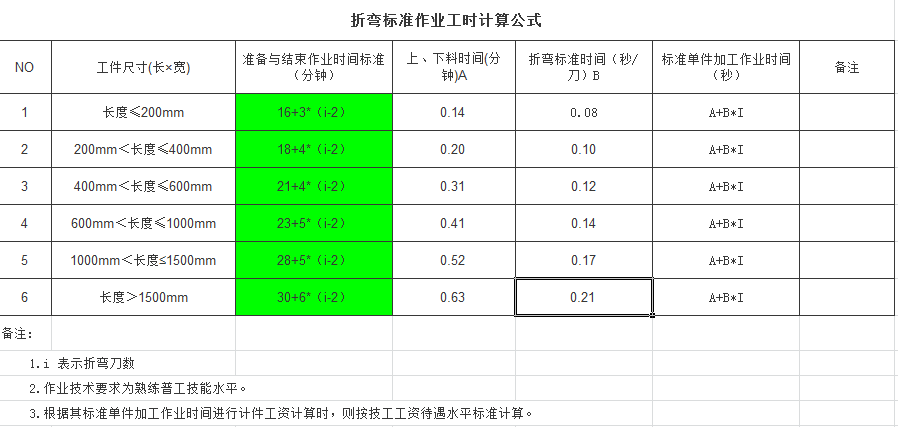 折弯标准作业工时计算公式
NO 工件尺寸(长×宽) 准备与结束作业时间标准（分钟） 上、下料时间(分钟)A 折弯标准时间（秒/刀）B 标准单件加工作业时间（秒） 备注
1 长度≤200mm 16+3*（i-2） 0.14 0.08 A+B*I
2 200mm＜长度≤400mm 18+4*（i-2） 0.20 0.10 A+B*I
3 400mm＜长度≤600mm 21+4*（i-2） 0.31 0.12 A+B*I
4 600mm＜长度≤1000mm 23+5*（i-2） 0.41 0.14 A+B*I
5 1000mm＜长度≤1500mm 28+5*（i-2） 0.52 0.17 A+B*I
6 长度＞1500mm 30+6*（i-2） 0.63 0.21 A+B*I
备注：
1.i 表示折弯刀数
2.作业技术要求为熟练普工技能水平。
3.根据其标准单件加工作业时间进行计件工资计算时，则按技工工资待遇水平标准计算。